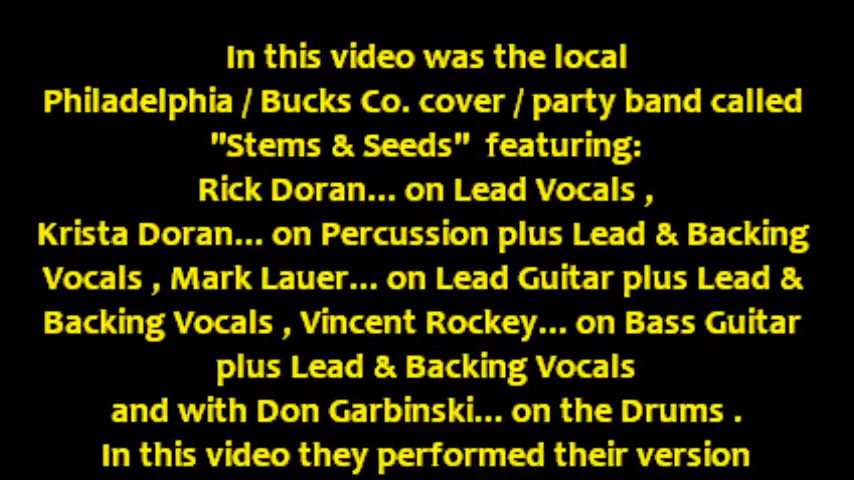 In this video was the local
Philadelphia / Bucks Co. cover / party band called
"Stems & Seeds"  featuring:
Rick Doran... on Lead Vocals ,
Krista Doran... on Percussion plus Lead & Backing
Vocals , Mark Lauer... on Lead Guitar plus Lead &
Backing Vocals , Vincent Rockey... on Bass Guitar
plus Lead & Backing Vocals
and with Don Garbinski... on the Drums .
In this video they performed their version